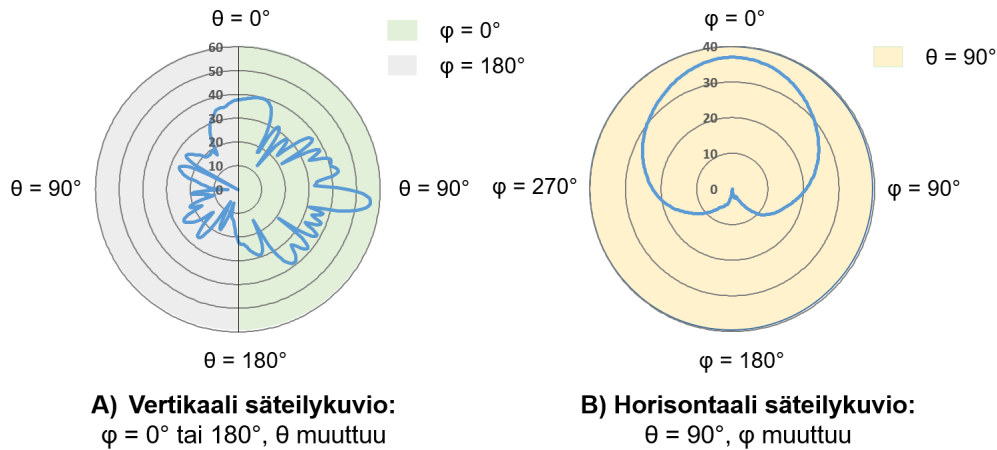 θ = 0°
φ = 0°
φ = 180°
60
50
40
30
20
10
0
θ = 90°
θ = 90°
θ = 180°
A) Vertikaali säteilykuvio:
φ = 0° tai 180°, θ muuttuu
φ = 0°
θ = 90°
40
30
20
10
0
φ = 270°
φ = 90°
φ = 180°
B) Horisontaali säteilykuvio:
θ = 90°, φ muuttuu